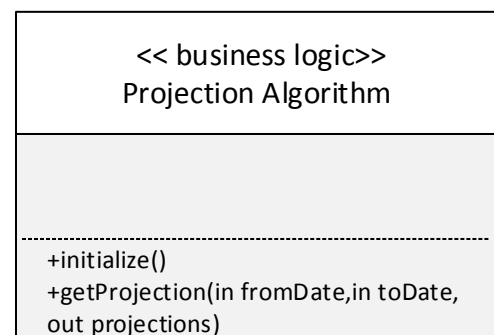 << business logic>>
Projection Algorithm
+initialize()
+getProjection(in fromDate,in toDate,
out projections)